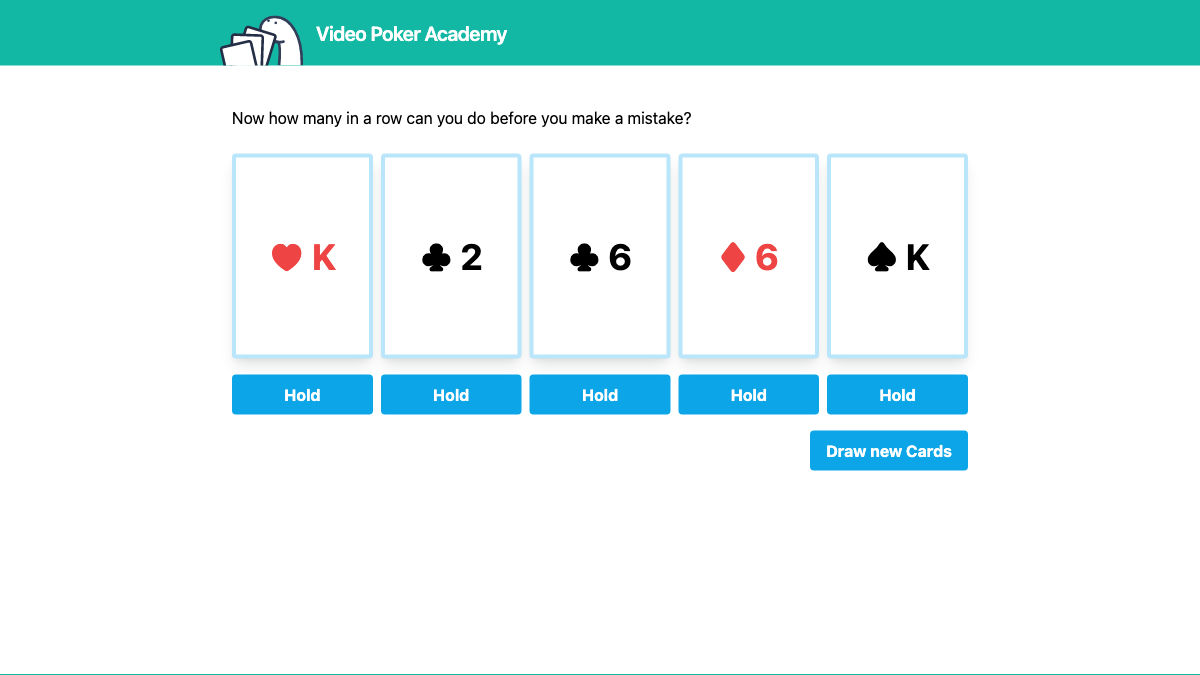 Video Poker Academy
Now how many in a row can you do before you make a mistake?
K 2 6 6 K
Hold Hold Hold Hold Hold
Draw new Cards